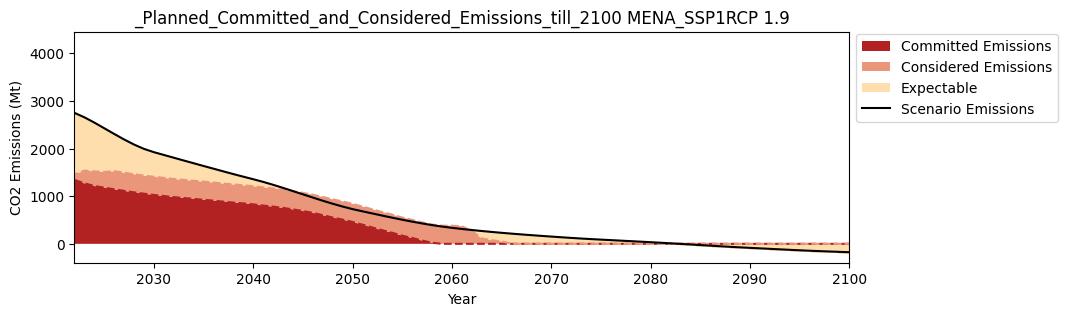 _Planned_Committed_and_Considered_Emissions_till_2100 MENA_SSP1RCP 1.9
Committed Emissions
Considered Emissions
Expectable
Scenario Emissions
CO2 Emissions (Mt)
4000
3000
2000
1000
0
2030 2040 2050 2060 2070 2080 2090 2100
Year